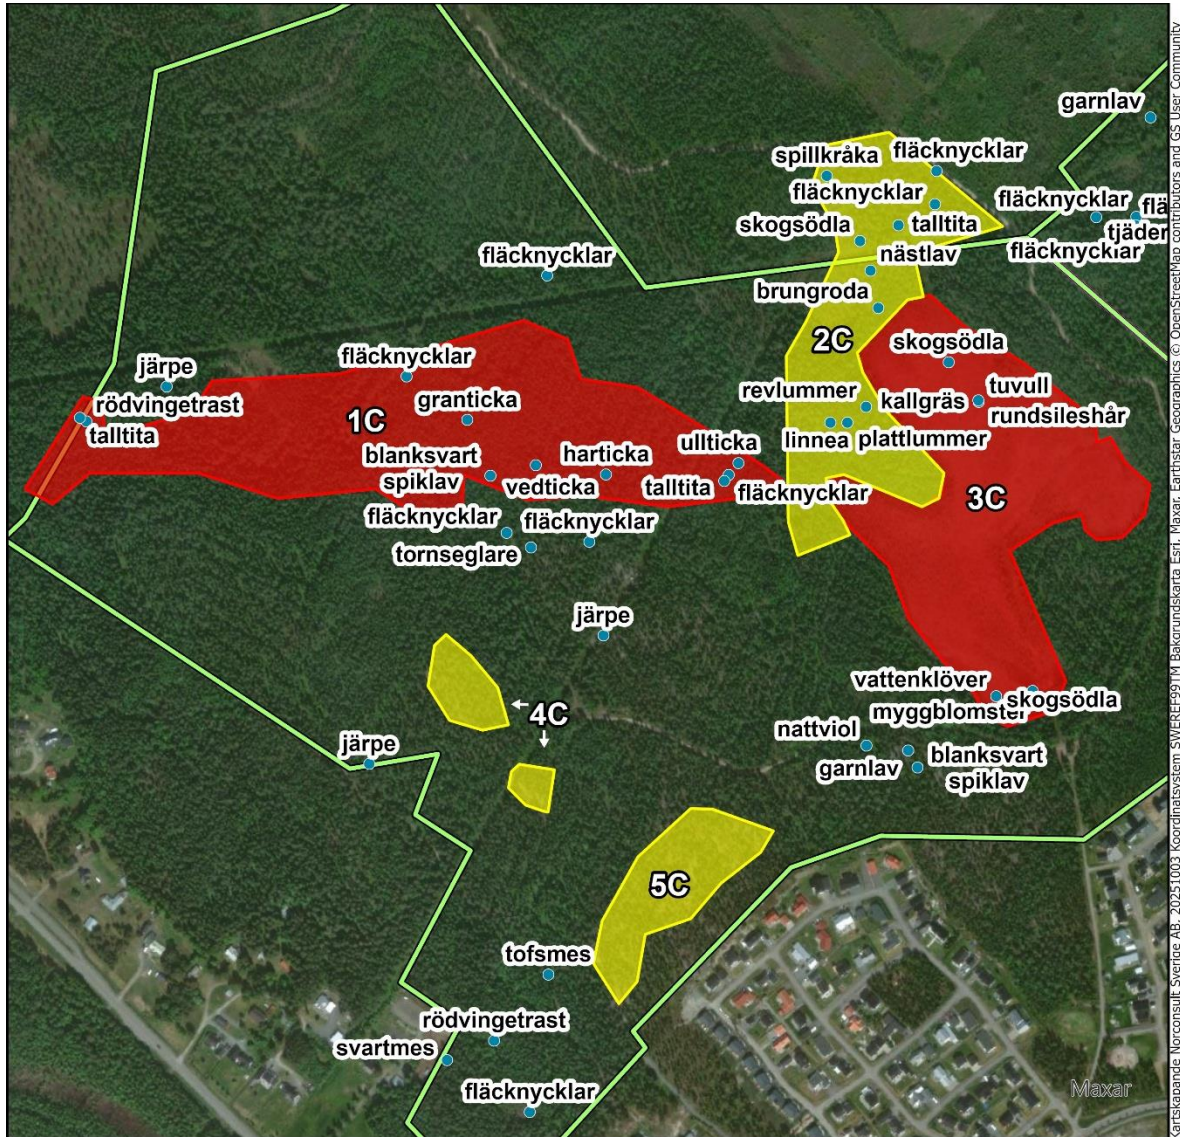 garnlav
spillkråka
fläcknycklar
fläcknycklar
fläcknycklar
skogsödla
talltita
tjäder
fläcknycklar
nästlav
fläcknycklar
brungroda
2C
skogsödla
järpe
fläcknycklar
revlummer
tuvull
kallgräs
rödvingetrast
granticka
rundsileshår
1C
talltita
linnea
plattlummer
ullticka
blanksvart
spiklav
harticka
vedticka
talltita
fläcknycklar
3C
fläcknycklar
fläcknycklar
tornseglare
järpe
vattenklöver
skogsödla
myggblomster
4C
nattviol
järpe
garnlav
blanksvart
spiklav
5C
tofsmes
rödvingetrast
svartmes
fläcknycklar
Maxar
Kartskapande Norconsult Sverige AB, 20251003 Koordinatsystem SWEREF99TM Bakgrundskarta Esri, Maxar, Earthstar Geographics © OpenStreetMap contributors and GS User Community